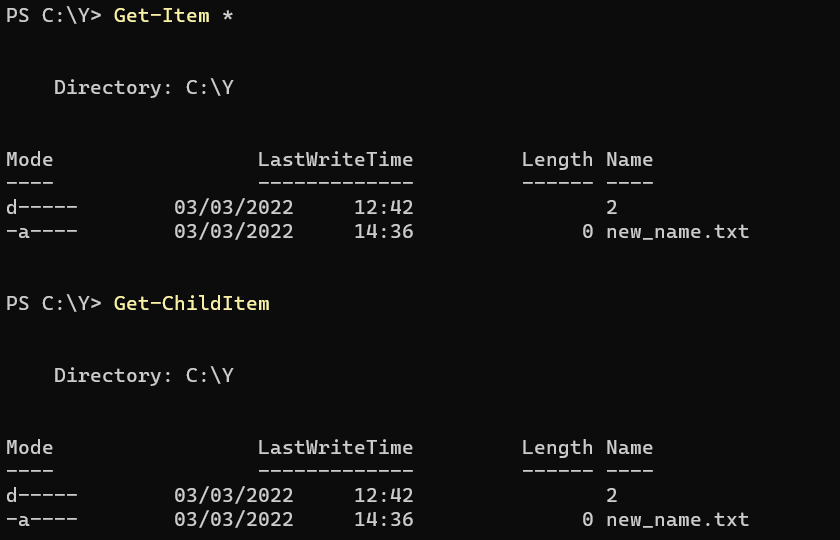 PS C:\Y> Get-Item *
Directory: C:\Y
Mode                 LastWriteTime         Length Name
----                 -------------         ------ ----
d-----        03/03/2022     12:42                2
-a----        03/03/2022     14:36              0 new_name.txt
PS C:\Y> Get-ChildItem
Directory: C:\Y
Mode                 LastWriteTime         Length Name
----                 -------------         ------ ----
d-----        03/03/2022     12:42                2
-a----        03/03/2022     14:36              0 new_name.txt